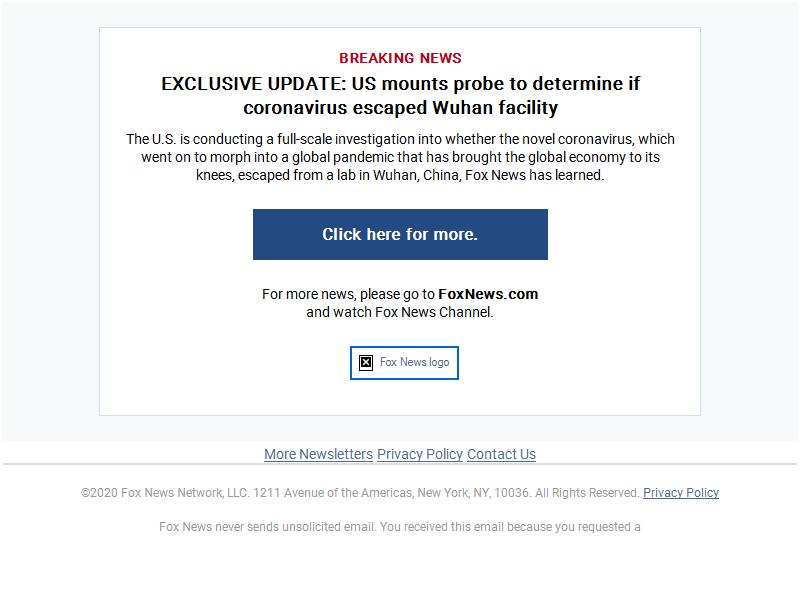 BREAKING NEWS
EXCLUSIVE UPDATE: US mounts probe to determine if
coronavirus escaped Wuhan facility
The U.S. is conducting a full-scale investigation into whether the novel coronavirus, which
went on to morph into a global pandemic that has brought the global economy to its
knees, escaped from a lab in Wuhan, China, Fox News has learned.
Click here for more.
For more news, please go to FoxNews.com
and watch Fox News Channel.
Fox News logo
More Newsletters Privacy Policy Contact Us
©2020 Fox News Network, LLC. 1211 Avenue of the Americas, New York, NY, 10036. All Rights Reserved. Privacy Policy
Fox News never sends unsolicited email. You received this email because you requested a